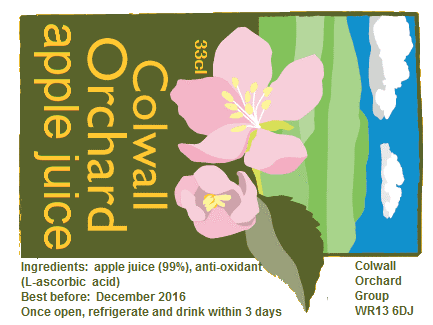 Colwall
Orchard
apple juice
33cl
Ingredients: apple juice (99%), anti-oxidant
(L-ascorbic acid)
Best before: December 2016
Once open, refrigerate and drink within 3 days
Colwall
Orchard
Group
WR13 6DJ